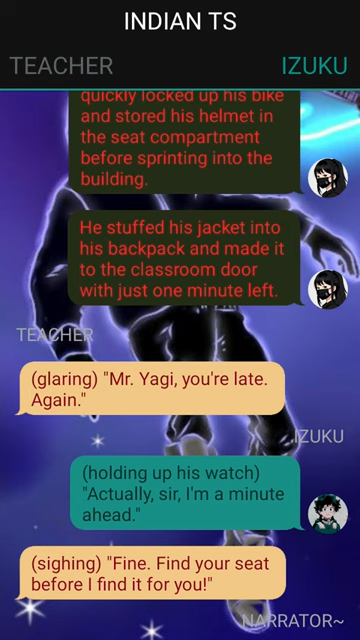 INDIAN TS
TEACHER
IZUKU
quickly locked up his bike
and stored his helmet in
the seat compartment
before sprinting into the
building.
He stuffed his jacket into
his backpack and made it
to the classroom door
with just one minute left.
TEACHER
(glaring) "Mr. Yagi, you're late.
Again."
IZUKU
(holding up his watch)
"Actually, sir, I'm a minute
ahead."
(sighing) "Fine. Find your seat
before I find it for you!"
NARRATOR~